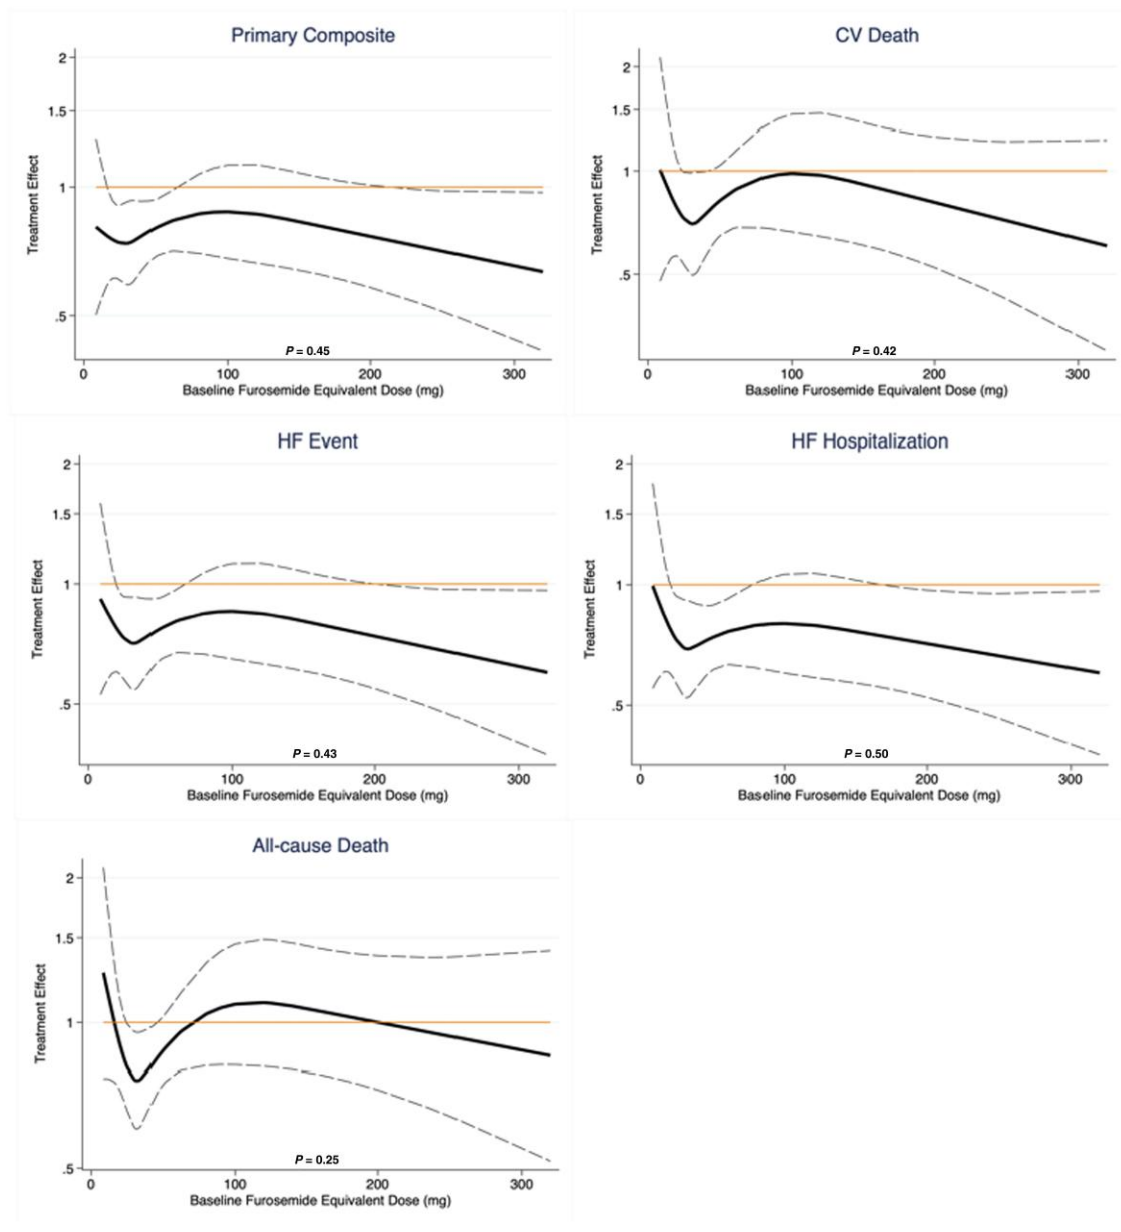 Primary Composite
2
1.5
1
.5
Treatment Effect
P = 0.45
0 100 200 300
Baseline Furosemide Equivalent Dose (mg)
CV Death
2
1.5
1
.5
Treatment Effect
P = 0.42
0 100 200 300
Baseline Furosemide Equivalent Dose (mg)
HF Event
2
1.5
1
.5
Treatment Effect
P = 0.43
0 100 200 300
Baseline Furosemide Equivalent Dose (mg)
HF Hospitalization
2
1.5
1
.5
Treatment Effect
P = 0.50
0 100 200 300
Baseline Furosemide Equivalent Dose (mg)
All-cause Death
2
1.5
1
.5
Treatment Effect
P = 0.25
0 100 200 300
Baseline Furosemide Equivalent Dose (mg)